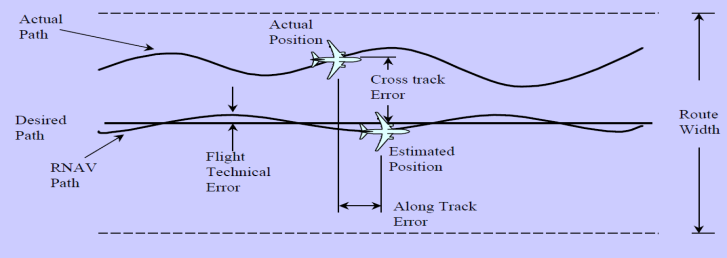 Actual
Path
Actual
Position
Cross track
Error
Desired
Path
RNAV
Path
Flight
Technical
Error
Estimated
Position
Along Track
Error
Route
Width